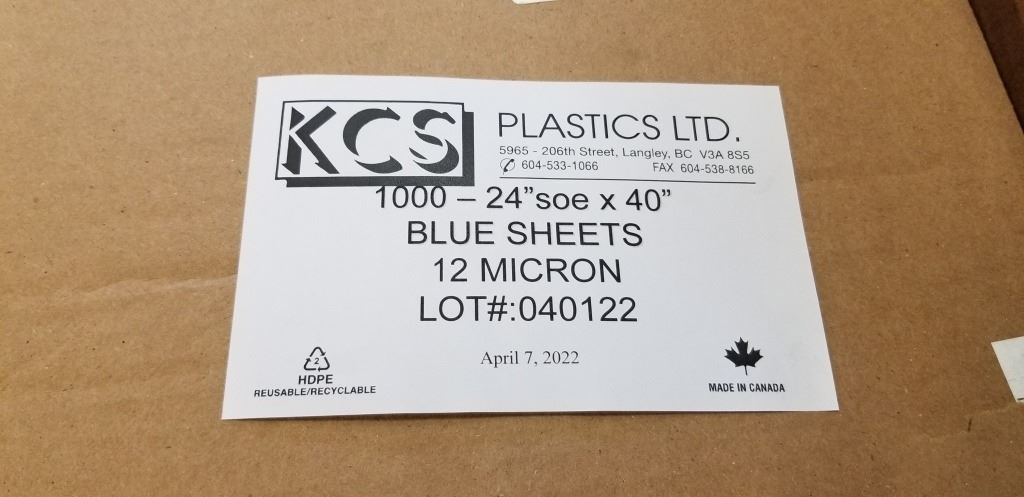 KCS PLASTICS LTD.
5965 - 206th Street, Langley, BC V3A 8S5
604-533-1066 FAX 604-538-8166
1000 – 24”soe x 40”
BLUE SHEETS
12 MICRON
LOT#:040122
April 7, 2022
2
HDPE
REUSABLE/RECYCLABLE
MADE IN CANADA